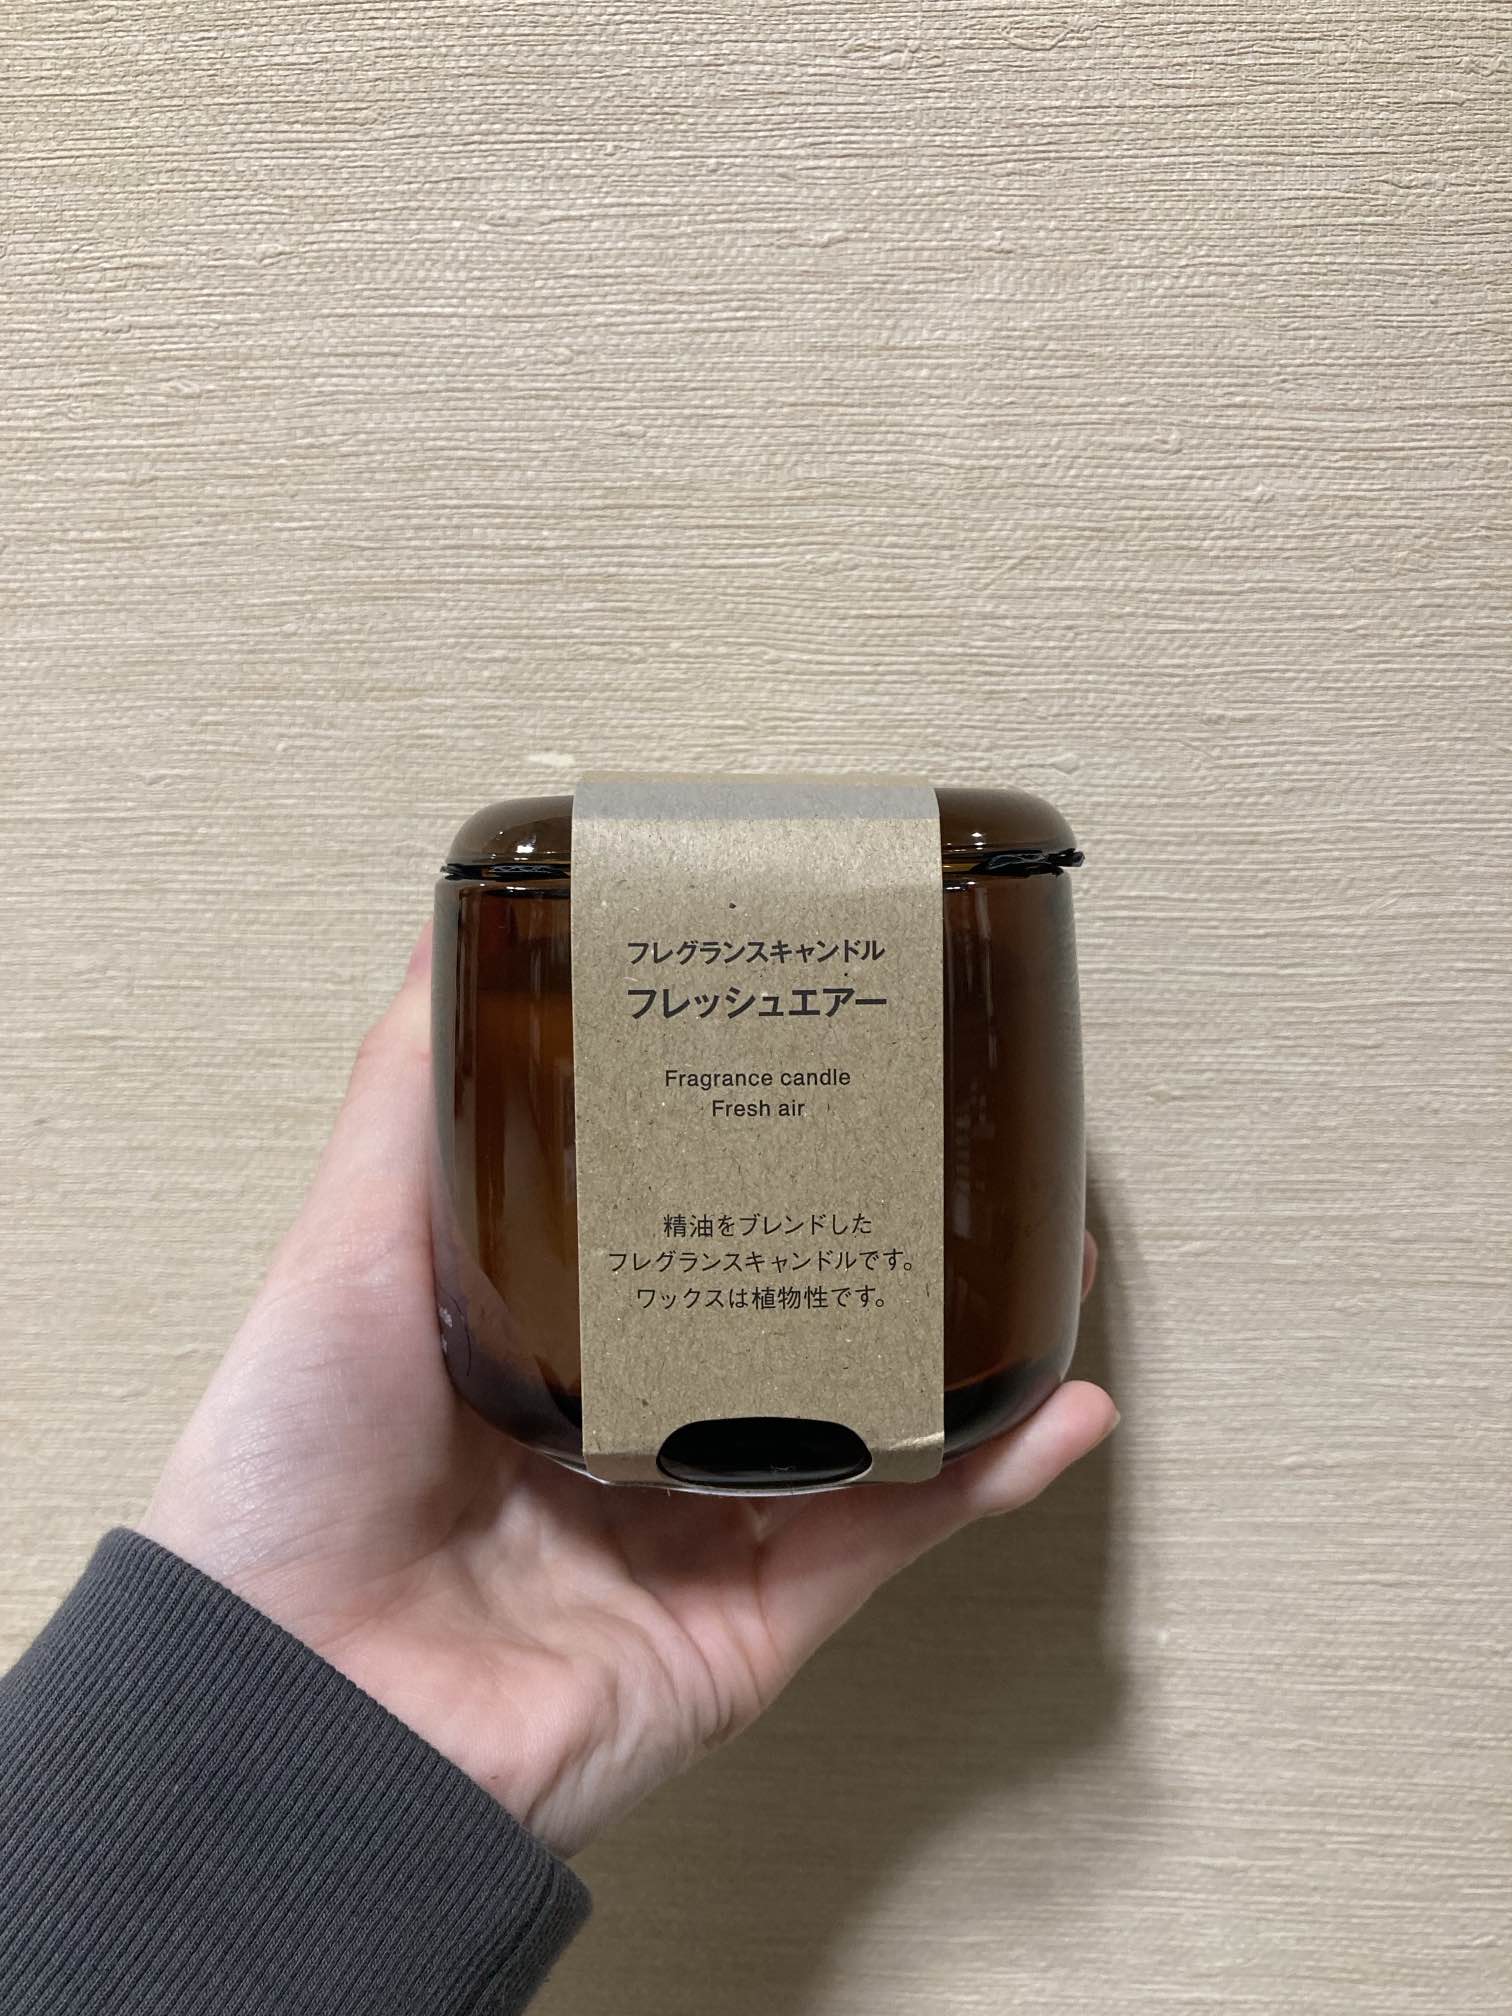 フレグランスキャンドル
フレッシュエアー
Fragrance candle
Fresh air
精油をブレンドした
フレグランスキャンドルです。
ワックスは植物性です。